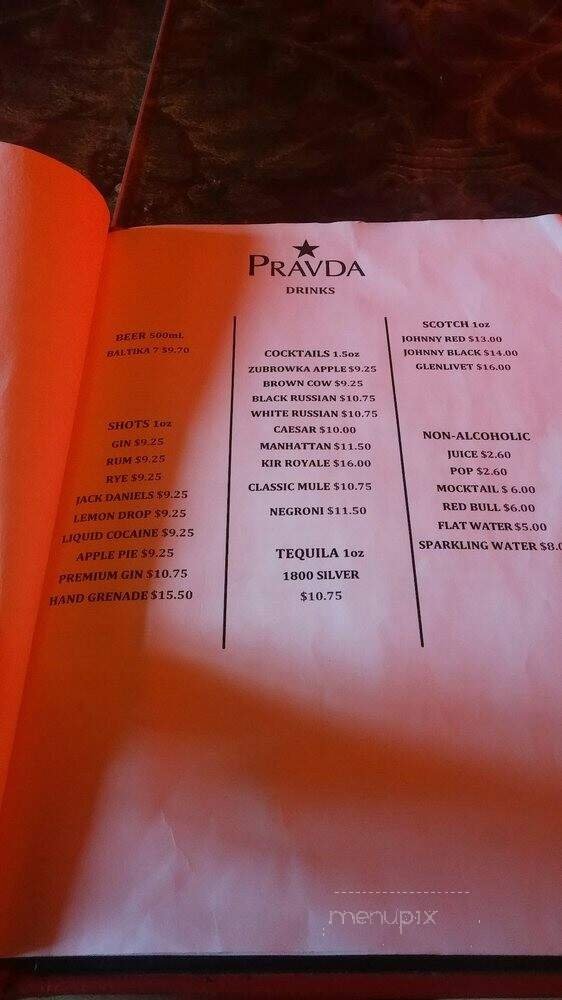 PRAVDA
DRINKS
BEER 500mL
BALTIKA 7 $9.70
SHOTS 1oz
GIN $9.25
RUM $9.25
RYE $9.25
JACK DANIELS $9.25
LEMON DROP $9.25
LIQUID COCAINE $9.25
APPLE PIE $9.25
PREMIUM GIN $10.75
HAND GRENADE $15.50
COCKTAILS 1.5oz
ZUBROWKA APPLE $9.25
BROWN COW $9.25
BLACK RUSSIAN $10.75
WHITE RUSSIAN $10.75
CAESAR $10.00
MANHATTAN $11.50
KIR ROYALE $16.00
CLASSIC MULE $10.75
NEGRONI $11.50
TEQUILA 1oz
1800 SILVER
$10.75
SCOTCH 1oz
JOHNNY RED $13.00
JOHNNY BLACK $14.00
GLENLIVET $16.00
NON-ALCOHOLIC
JUICE $2.60
POP $2.60
MOCKTAIL $ 6.00
RED BULL $6.00
FLAT WATER $5.00
SPARKLING WATER $8.0
menupix